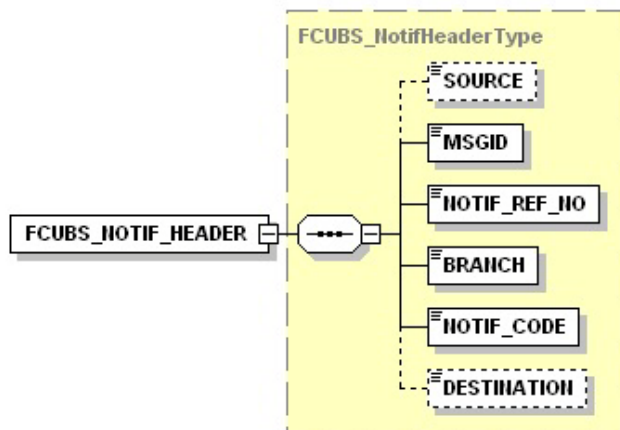 FCUBS_NotifHeaderType
SOURCE
MSGID
NOTIF_REF_NO
FCUBS_NOTIF_HEADER
BRANCH
NOTIF_CODE
DESTINATION